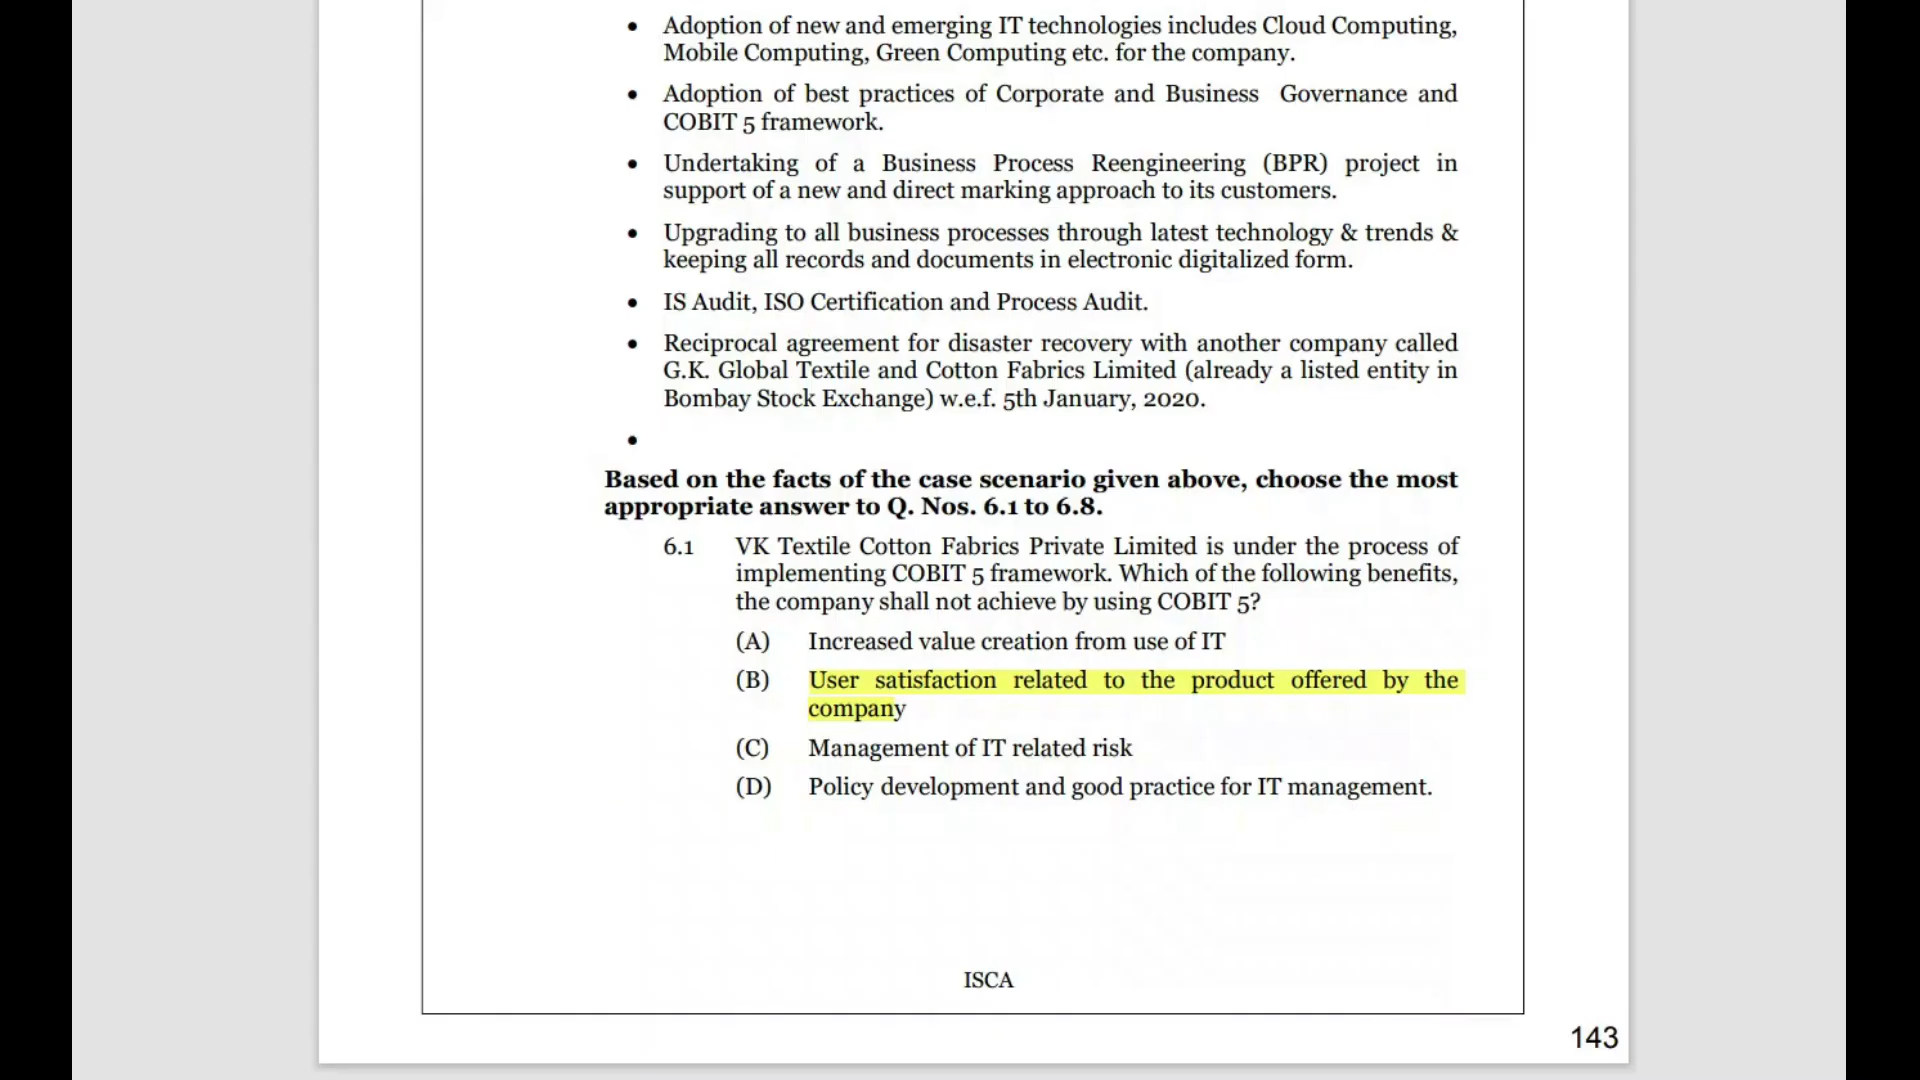 • Adoption of new and emerging IT technologies includes Cloud Computing,
Mobile Computing, Green Computing etc. for the company.
• Adoption of best practices of Corporate and Business Governance and
COBIT 5 framework.
• Undertaking of a Business Process Reengineering (BPR) project in
support of a new and direct marking approach to its customers.
• Upgrading to all business processes through latest technology & trends &
keeping all records and documents in electronic digitalized form.
• IS Audit, ISO Certification and Process Audit.
• Reciprocal agreement for disaster recovery with another company called
G.K. Global Textile and Cotton Fabrics Limited (already a listed entity in
Bombay Stock Exchange) w.e.f. 5th January, 2020.
•
Based on the facts of the case scenario given above, choose the most
appropriate answer to Q. Nos. 6.1 to 6.8.
6.1 VK Textile Cotton Fabrics Private Limited is under the process of
implementing COBIT 5 framework. Which of the following benefits,
the company shall not achieve by using COBIT 5?
(A) Increased value creation from use of IT
(B) User satisfaction related to the product offered by the
company
(C) Management of IT related risk
(D) Policy development and good practice for IT management.
ISCA
143